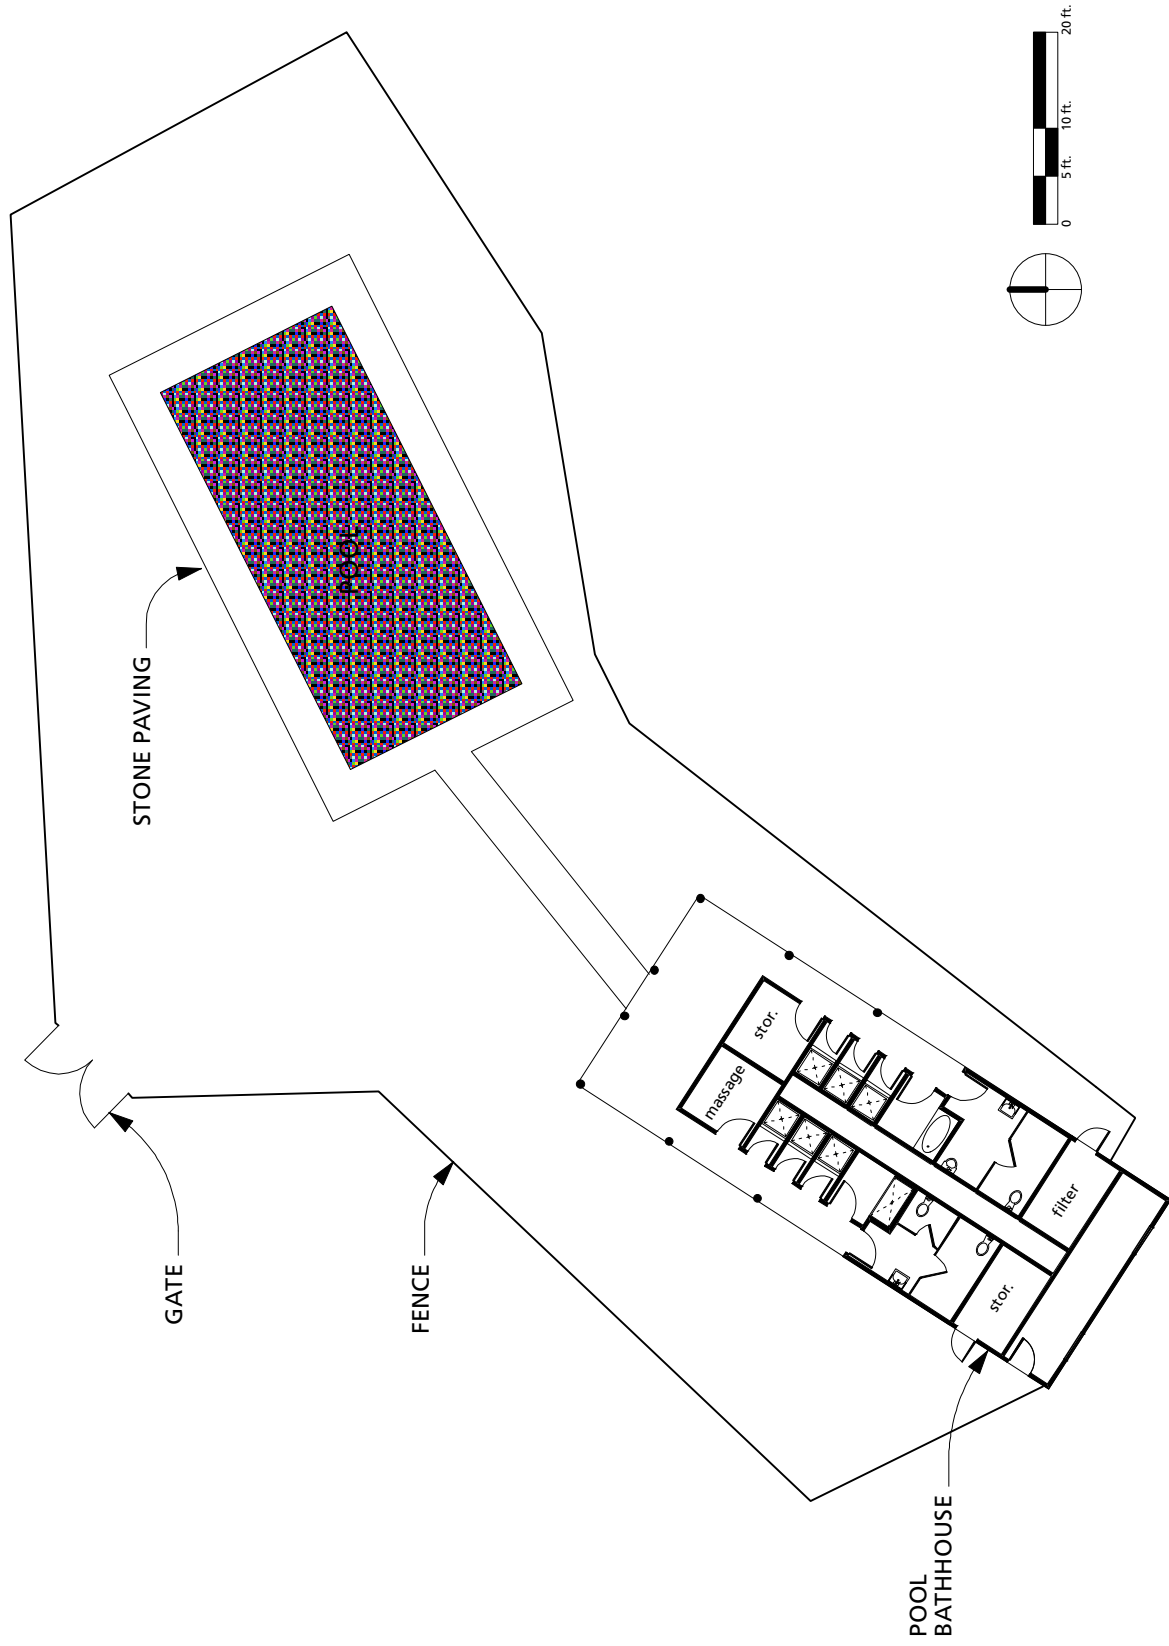 STONE PAVING
POOL
GATE
FENCE
POOL
BATHHOUSE
massage
stor.
stor.
filter
0
5 ft.
10 ft.
20 ft.